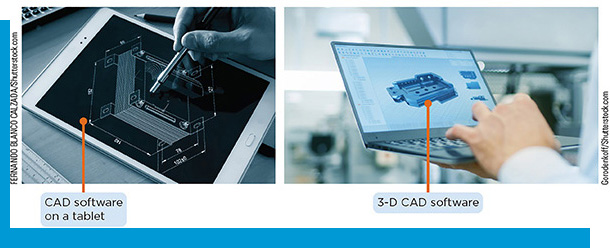 FERNANDO BLANCO CALZADA/Shutterstock.com
Gorodenkoff/Shutterstock.com
CAD software
on a tablet
3-D CAD software